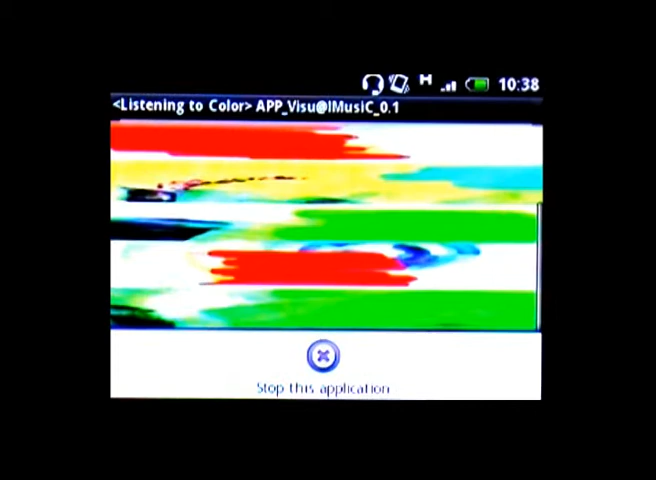 H 10:38
<Listening to Color> APP_Visu@lMusiC_0.1
Stop this application